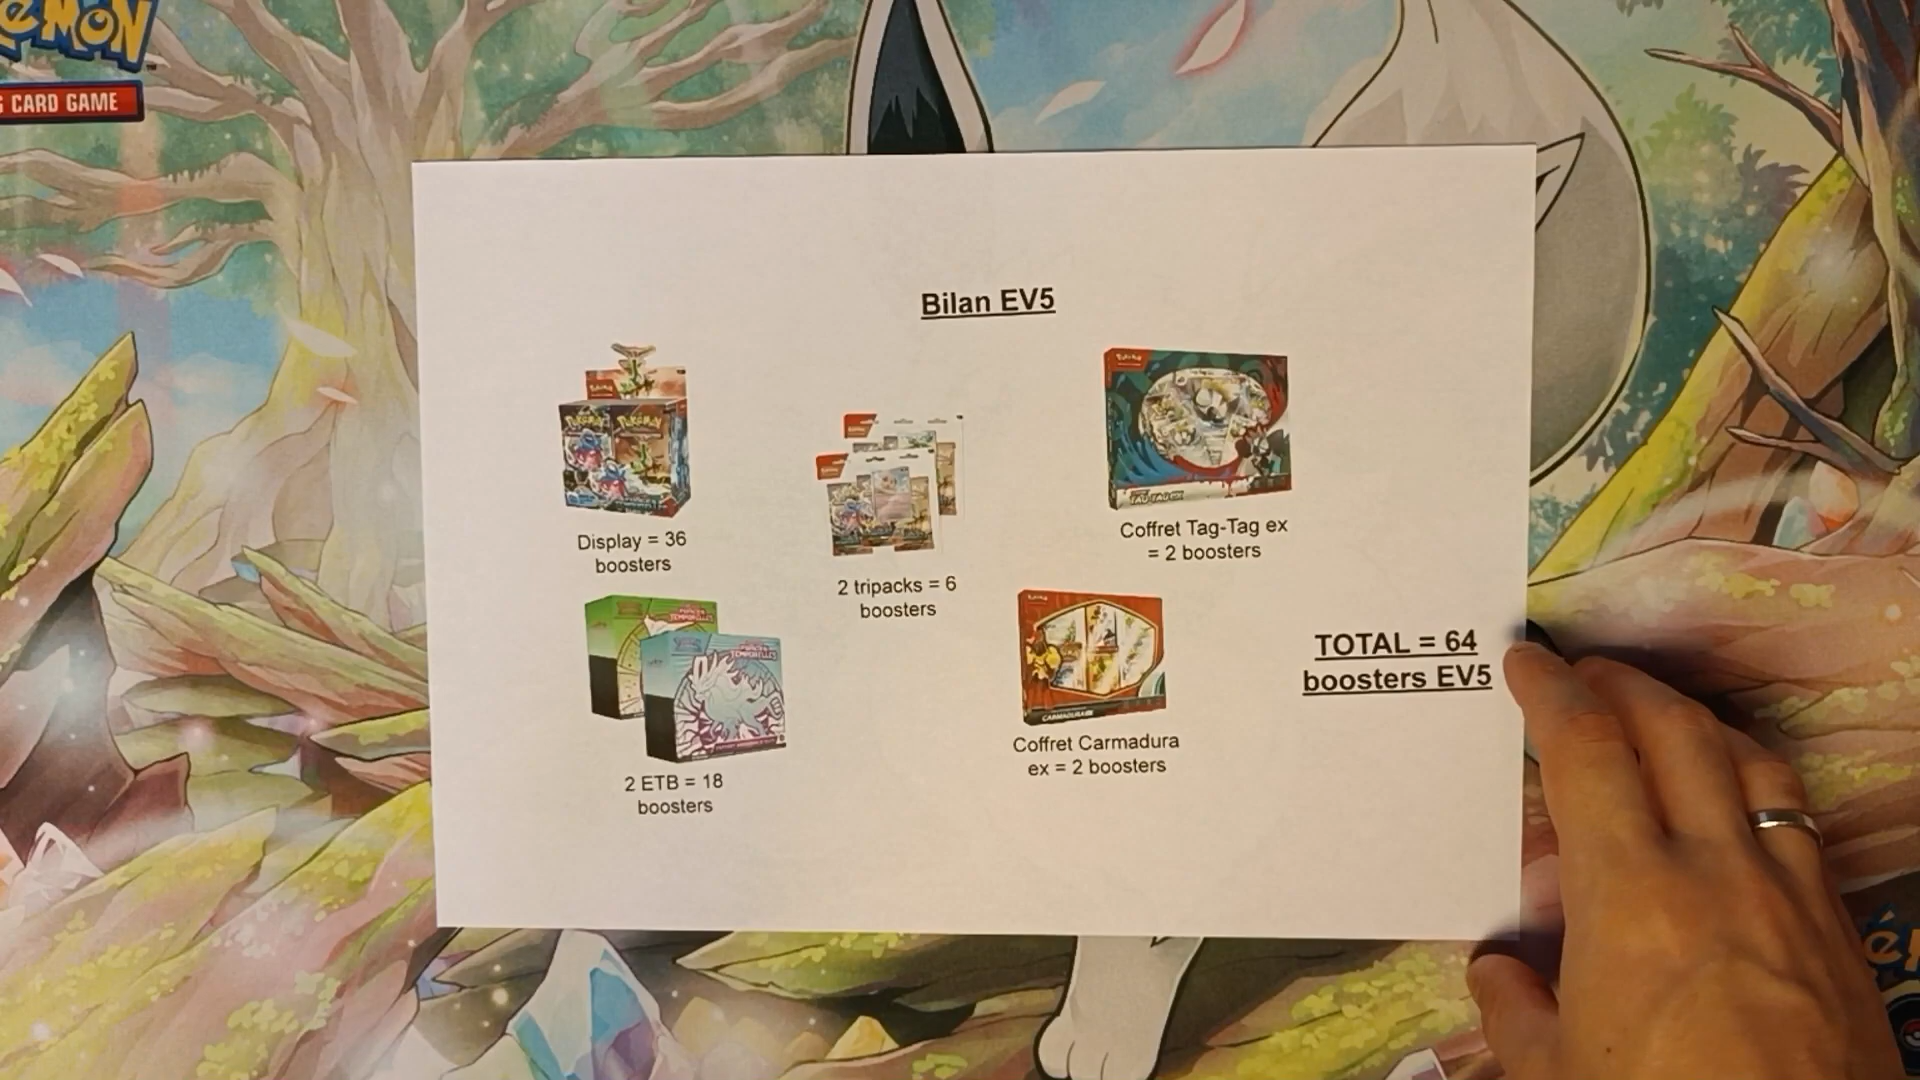 CARD GAME
Bilan EV5
Display = 36
boosters
2 tripacks = 6
boosters
Coffret Tag-Tag ex
= 2 boosters
2 ETB = 18
boosters
Coffret Carmadura
ex = 2 boosters
TOTAL = 64
boosters EV5